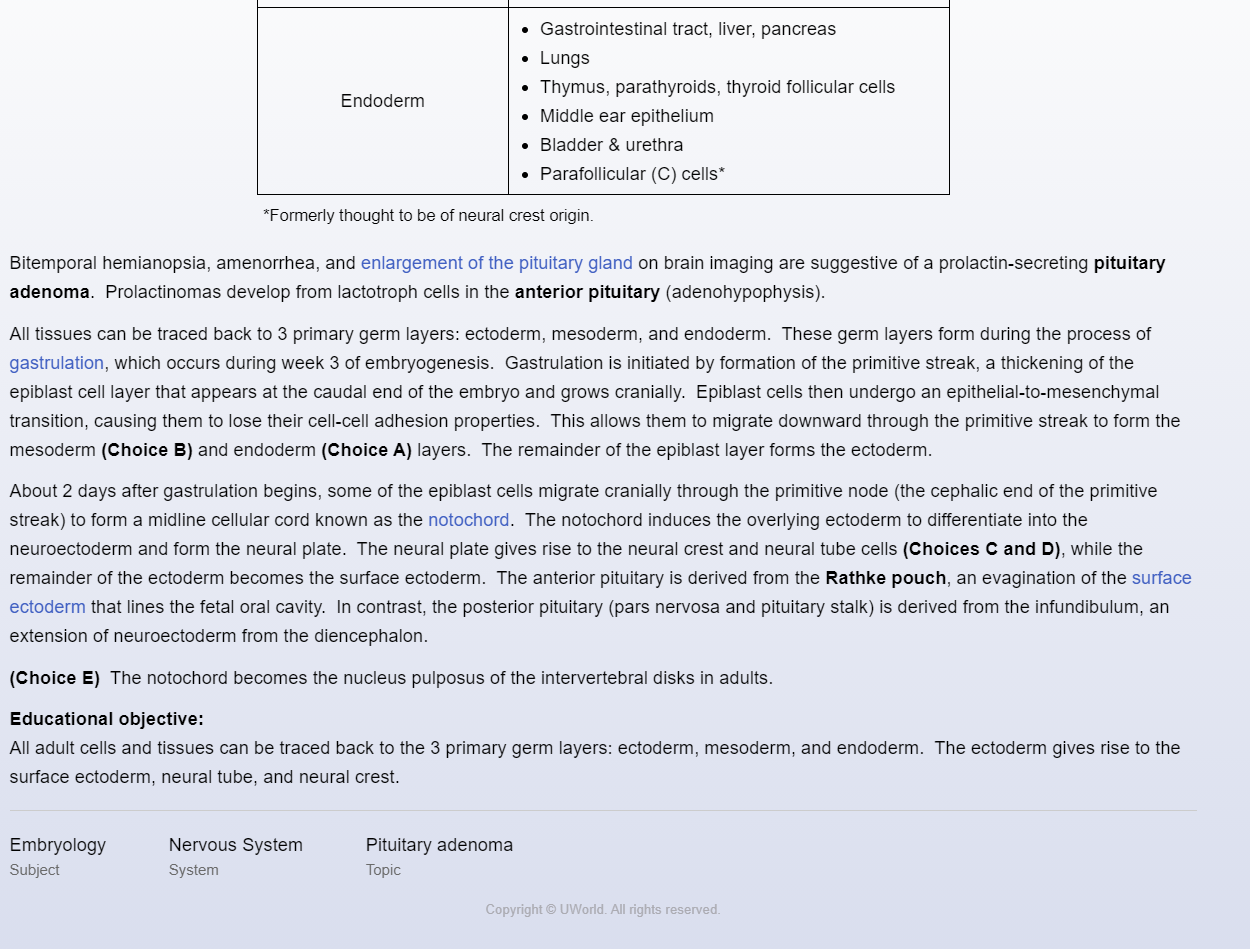 Endoderm
• Gastrointestinal tract, liver, pancreas
• Lungs
• Thymus, parathyroids, thyroid follicular cells
• Middle ear epithelium
• Bladder & urethra
• Parafollicular (C) cells*
*Formerly thought to be of neural crest origin.
Bitemporal hemianopsia, amenorrhea, and enlargement of the pituitary gland on brain imaging are suggestive of a prolactin-secreting pituitary
adenoma.  Prolactinomas develop from lactotroph cells in the anterior pituitary (adenohypophysis).
All tissues can be traced back to 3 primary germ layers: ectoderm, mesoderm, and endoderm.  These germ layers form during the process of
gastrulation, which occurs during week 3 of embryogenesis.  Gastrulation is initiated by formation of the primitive streak, a thickening of the
epiblast cell layer that appears at the caudal end of the embryo and grows cranially.  Epiblast cells then undergo an epithelial-to-mesenchymal
transition, causing them to lose their cell-cell adhesion properties.  This allows them to migrate downward through the primitive streak to form the
mesoderm (Choice B) and endoderm (Choice A) layers.  The remainder of the epiblast layer forms the ectoderm.
About 2 days after gastrulation begins, some of the epiblast cells migrate cranially through the primitive node (the cephalic end of the primitive
streak) to form a midline cellular cord known as the notochord.  The notochord induces the overlying ectoderm to differentiate into the
neuroectoderm and form the neural plate.  The neural plate gives rise to the neural crest and neural tube cells (Choices C and D), while the
remainder of the ectoderm becomes the surface ectoderm.  The anterior pituitary is derived from the Rathke pouch, an evagination of the surface
ectoderm that lines the fetal oral cavity.  In contrast, the posterior pituitary (pars nervosa and pituitary stalk) is derived from the infundibulum, an
extension of neuroectoderm from the diencephalon.
(Choice E)  The notochord becomes the nucleus pulposus of the intervertebral disks in adults.
Educational objective:
All adult cells and tissues can be traced back to the 3 primary germ layers: ectoderm, mesoderm, and endoderm.  The ectoderm gives rise to the
surface ectoderm, neural tube, and neural crest.
Embryology Nervous System Pituitary adenoma
Subject System Topic
Copyright © UWorld. All rights reserved.